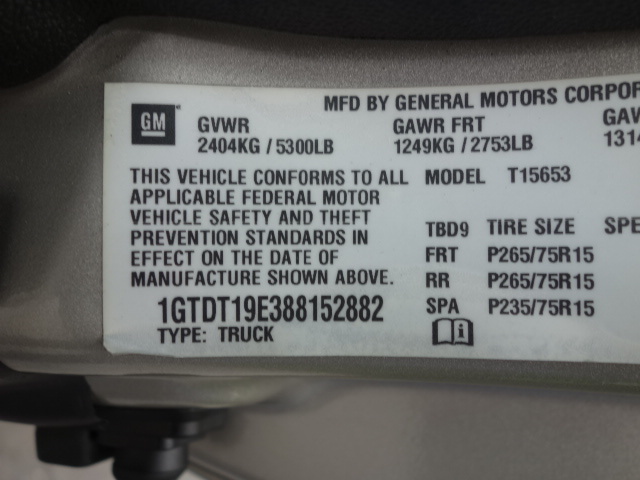 MFD BY GENERAL MOTORS CORPOR
GM GVWR GAWR FRT GAW
2404KG / 5300LB 1249KG / 2753LB 1314
THIS VEHICLE CONFORMS TO ALL MODEL T15653
APPLICABLE FEDERAL MOTOR
VEHICLE SAFETY AND THEFT TBD9 TIRE SIZE SPE
PREVENTION STANDARDS IN
EFFECT ON THE DATE OF FRT P265/75R15
MANUFACTURE SHOWN ABOVE. RR P265/75R15
1GTDT19E388152882 SPA P235/75R15
TYPE: TRUCK